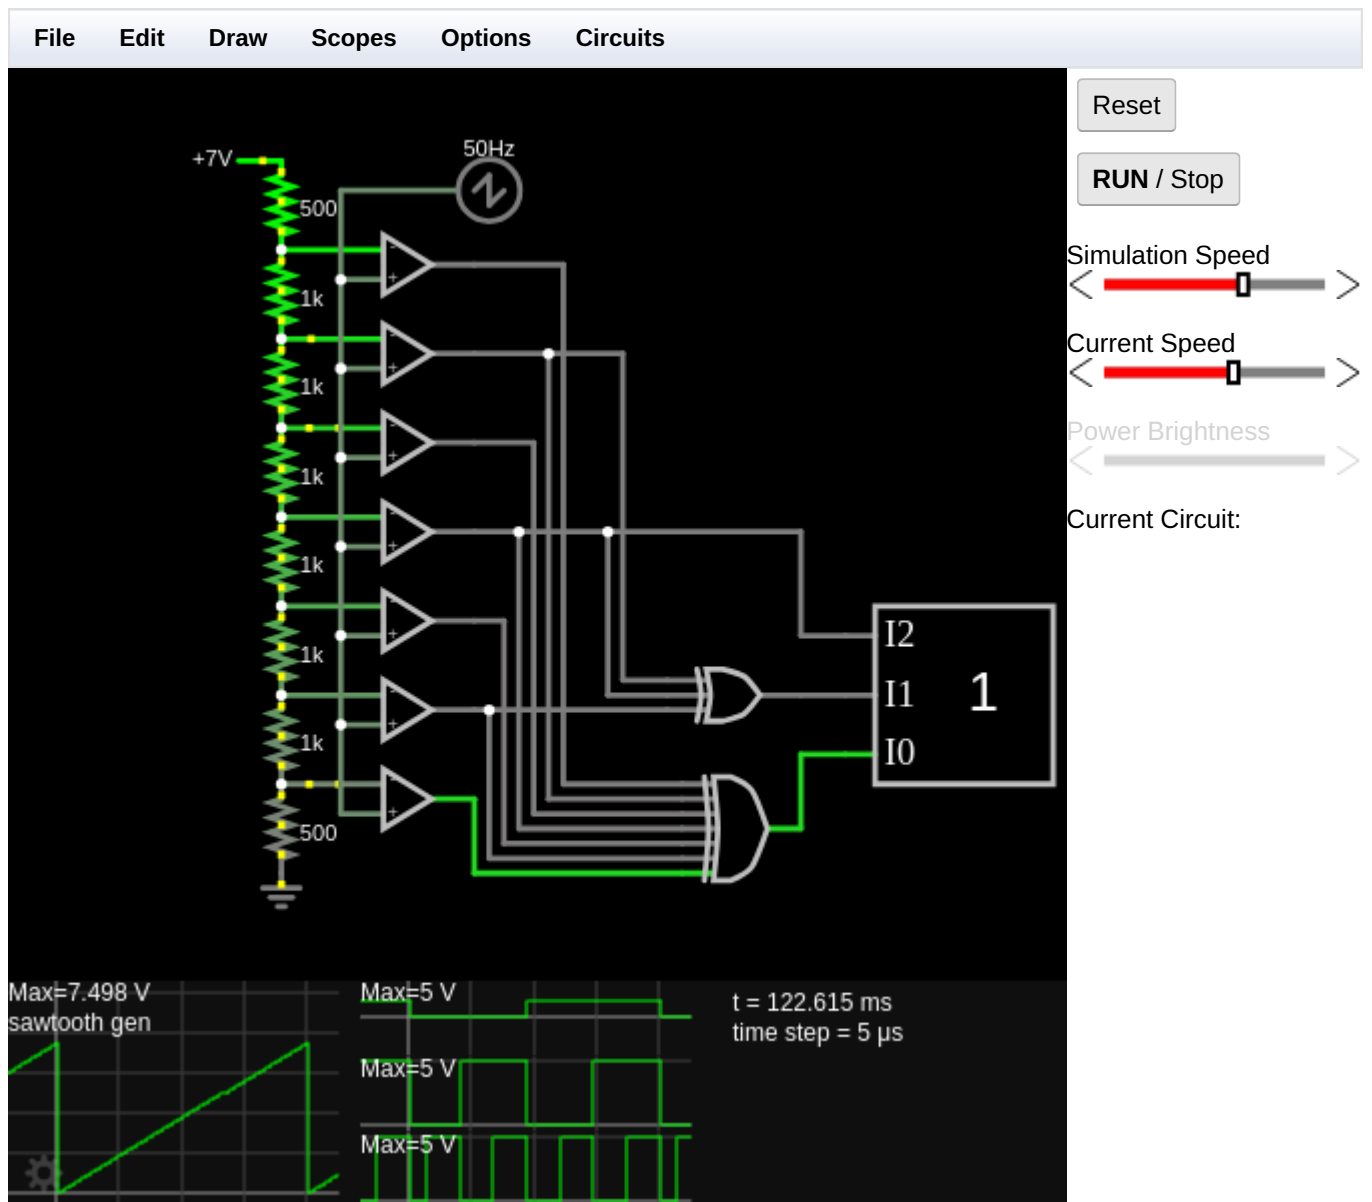 File Edit Draw Scopes Options Circuits
Reset
RUN / Stop
Simulation Speed
Current Speed
Power Brightness
Current Circuit:
50Hz
+7V
500
1k
1k
1k
1k
1k
1k
500
- +
- +
- +
- +
- +
- +
- +
I2
I1
I0
1
Max=7.498 V
sawtooth gen
Max=5 V
Max=5 V
Max=5 V
t = 122.615 ms
time step = 5 μs